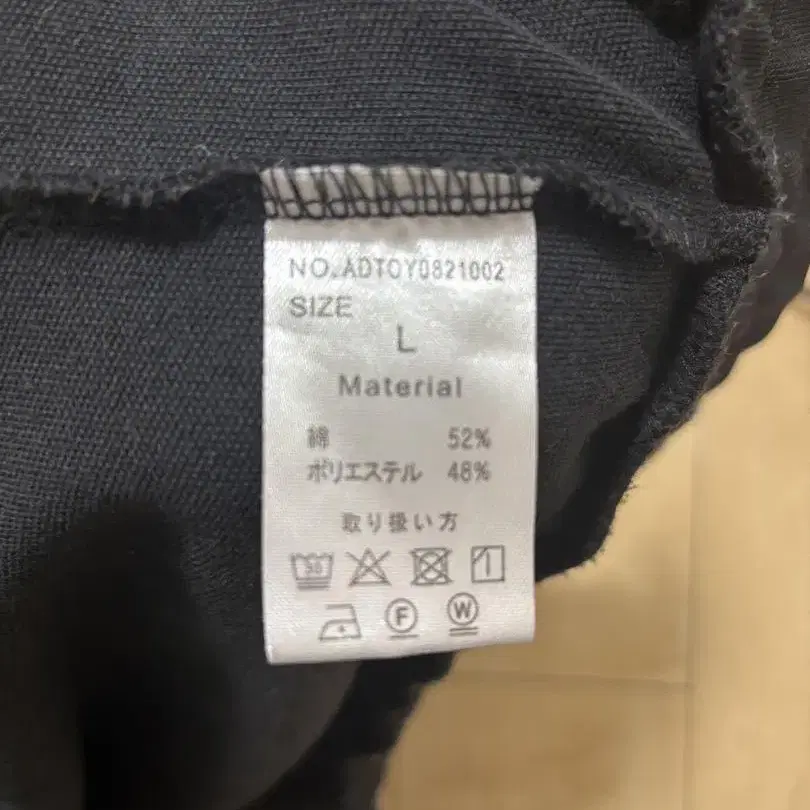 NO.ADTOY0821002
SIZE
L
Material
綿 52%
ポリエステル 48%
取り扱い方
F W